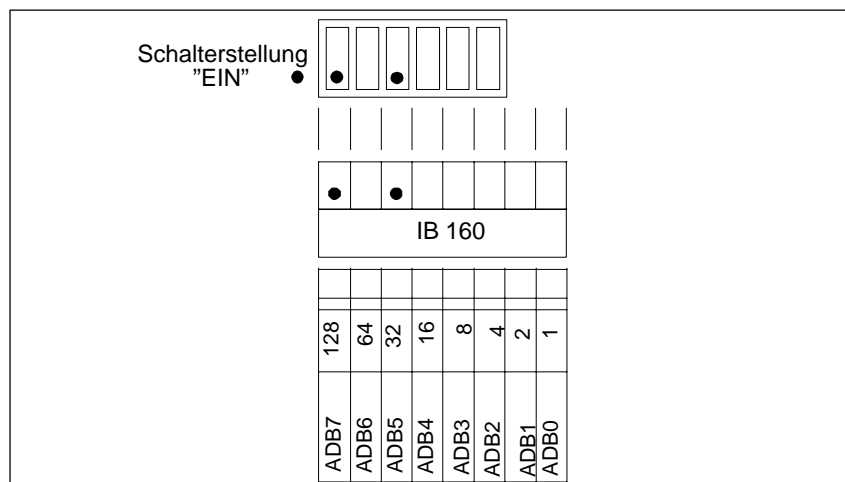 Schalterstellung
"EIN"
IB 160
128 64 32 16 8 4 2 1
ADB7 ADB6 ADB5 ADB4 ADB3 ADB2 ADB1 ADB0